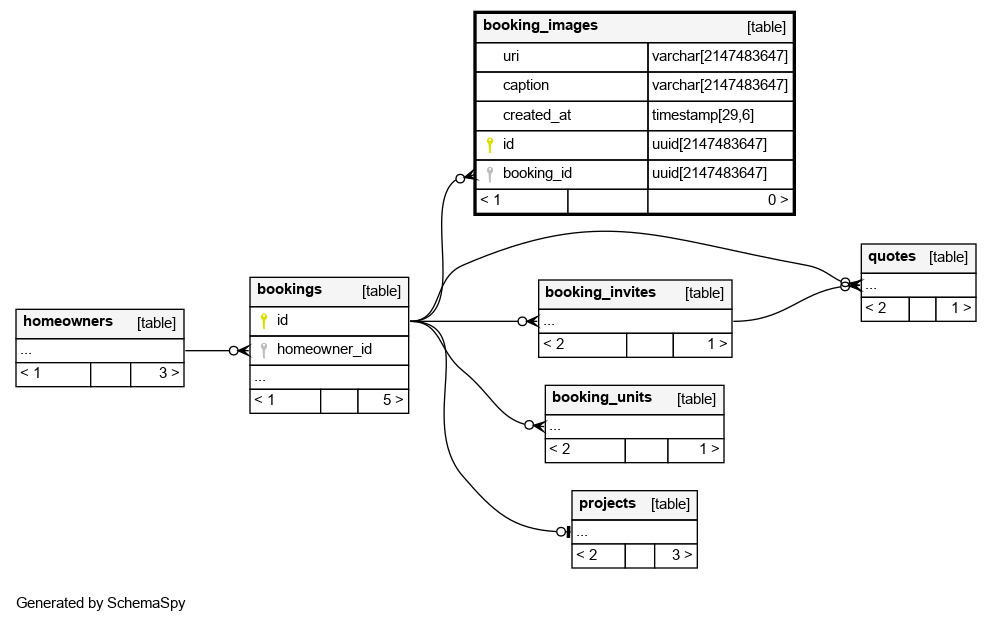 booking_images [table]
uri varchar[2147483647]
caption varchar[2147483647]
created_at timestamp[29,6]
id uuid[2147483647]
booking_id uuid[2147483647]
< 1 0 >
quotes [table]
...
< 2 1 >
bookings [table]
id
homeowner_id
...
< 1 5 >
booking_invites [table]
...
< 2 1 >
homeowners [table]
...
< 1 3 >
booking_units [table]
...
< 2 1 >
projects [table]
...
< 2 3 >
Generated by SchemaSpy